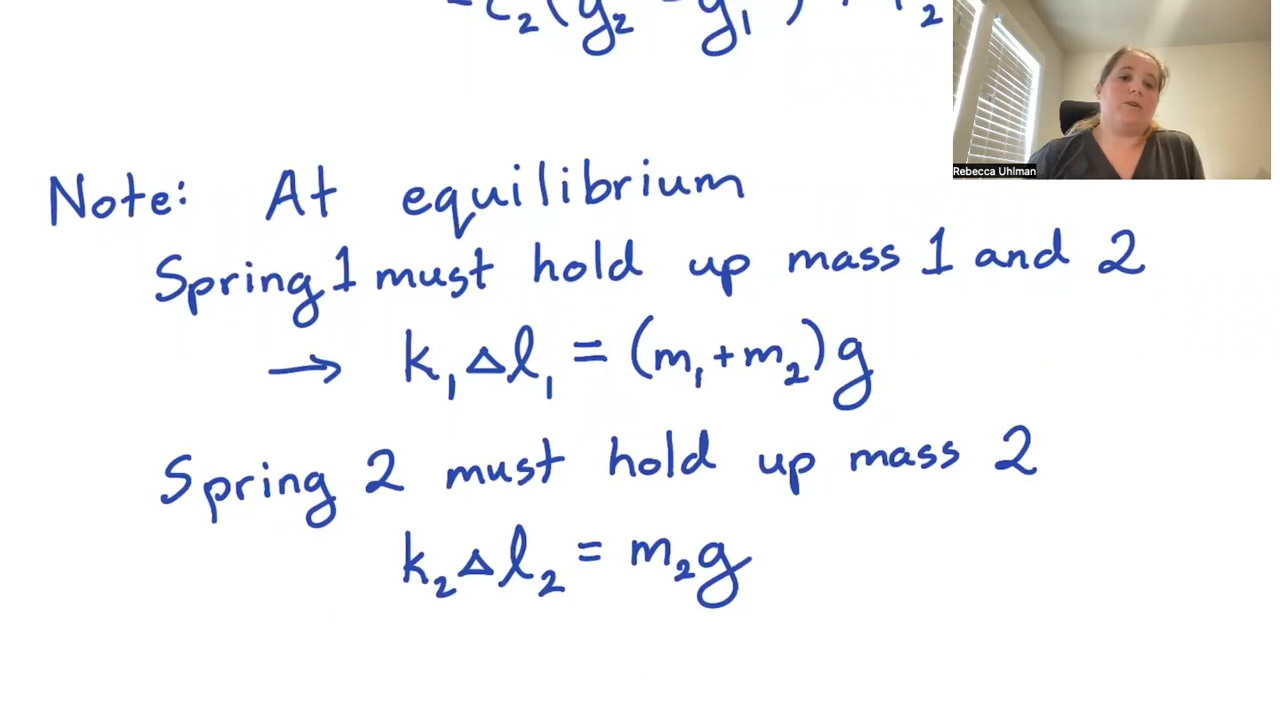 Note: At equilibrium
Spring 1 must hold up mass 1 and 2
→ k₁Δl₁ = (m₁+m₂)g
Spring 2 must hold up mass 2
k₂Δl₂ = m₂g
Rebecca Uhlman